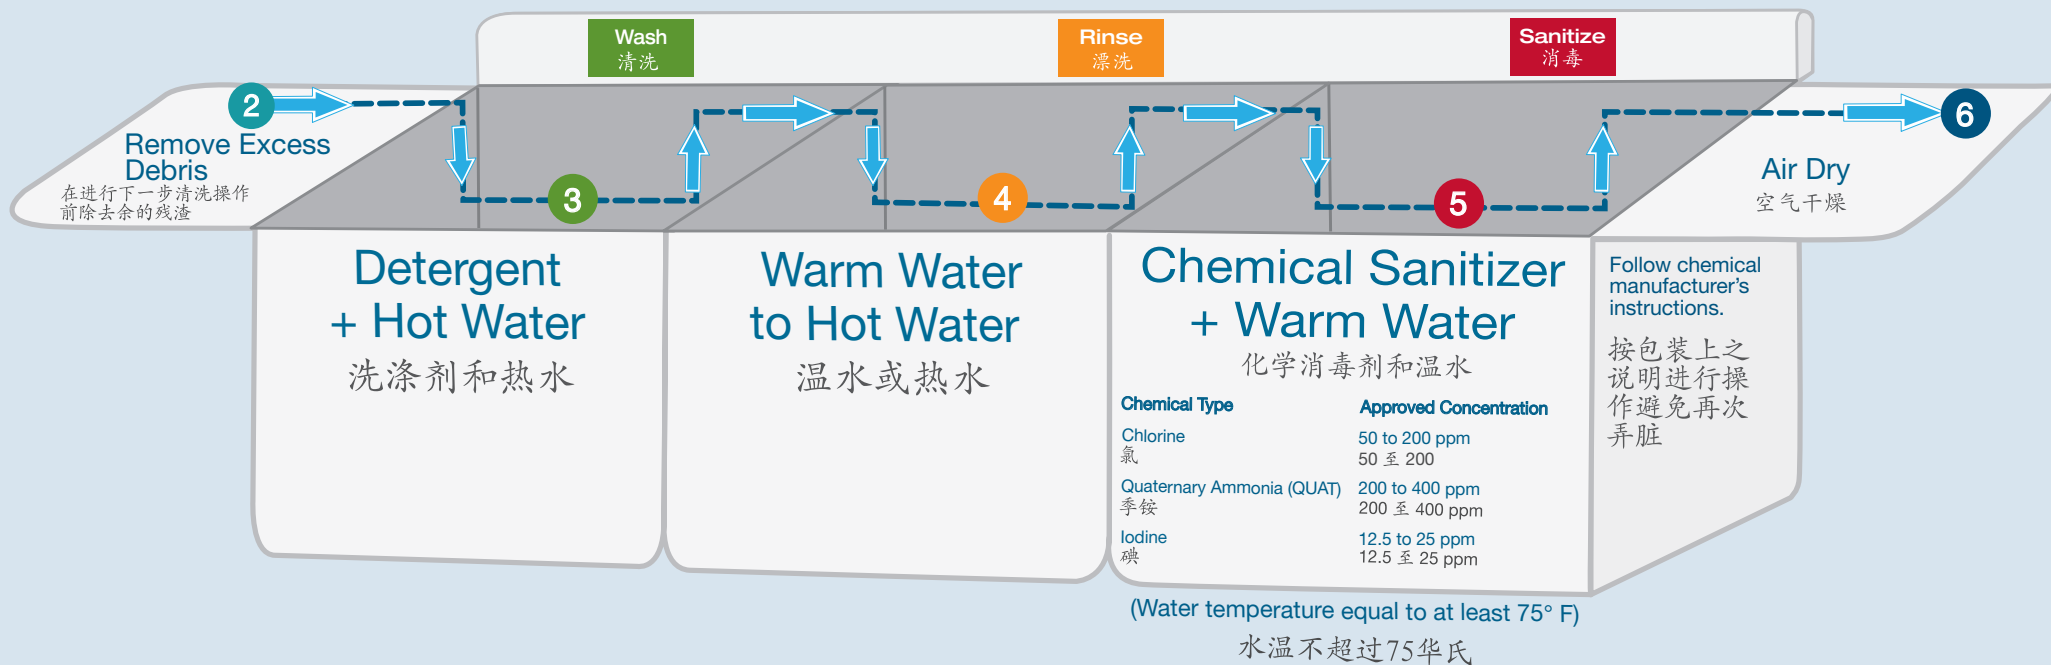 Wash
清洗
Rinse
漂洗
Sanitize
消毒
2
Remove Excess
Debris
在进行下一步清洗操作
前除去余的残渣
3
4
5
6
Air Dry
空气干燥
Detergent
+ Hot Water
洗涤剂和热水
Warm Water
to Hot Water
温水或热水
Chemical Sanitizer
+ Warm Water
化学消毒剂和温水
Chemical Type Approved Concentration
Chlorine 50 to 200 ppm
氯 50 至 200
Quaternary Ammonia (QUAT) 200 to 400 ppm
季铵 200 至 400 ppm
Iodine 12.5 to 25 ppm
碘 12.5 至 25 ppm
(Water temperature equal to at least 75° F)
水温不超过75华氏
Follow chemical
manufacturer's
instructions.
按包装上之
说明进行操
作避免再次
弄脏